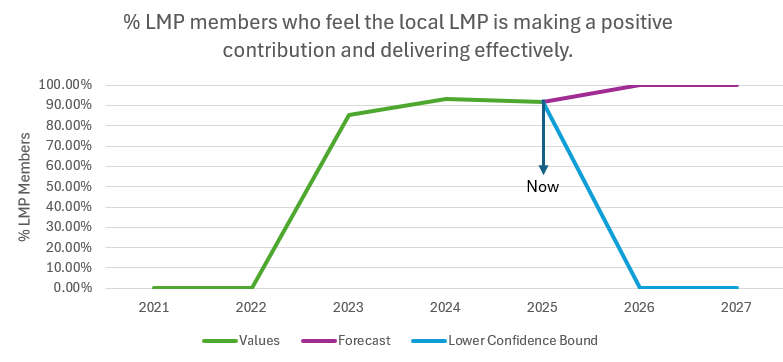 % LMP members who feel the local LMP is making a positive
contribution and delivering effectively.
100.00%
90.00%
80.00%
70.00%
60.00%
50.00%
40.00%
30.00%
20.00%
10.00%
0.00%
% LMP Members
Now
2021 2022 2023 2024 2025 2026 2027
Values Forecast Lower Confidence Bound